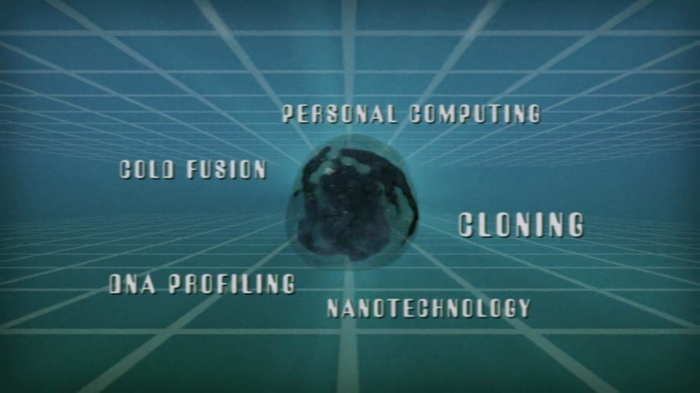 PERSONAL COMPUTING
COLD FUSION
CLONING
DNA PROFILING
NANOTECHNOLOGY